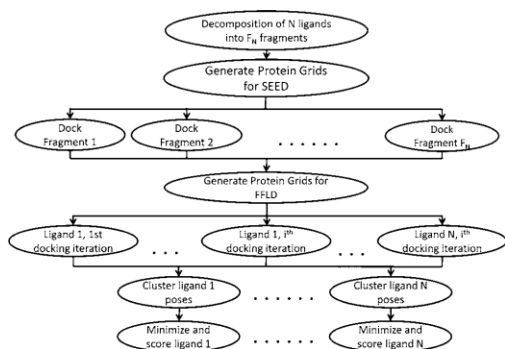 Decomposition of N ligands
into F_N fragments
Generate Protein Grids
for SEED
Dock
Fragment 1
Dock
Fragment 2
. . . . . .
Dock
Fragment F_N
Generate Protein Grids for
FFLD
Ligand 1, 1st
docking iteration
. . .
Ligand 1, i^th
docking iteration
. . .
Ligand N, i^th
docking iteration
Cluster ligand 1
poses
. . . . . .
Cluster ligand N
poses
Minimize and
score ligand 1
. . . . . .
Minimize and
score ligand N